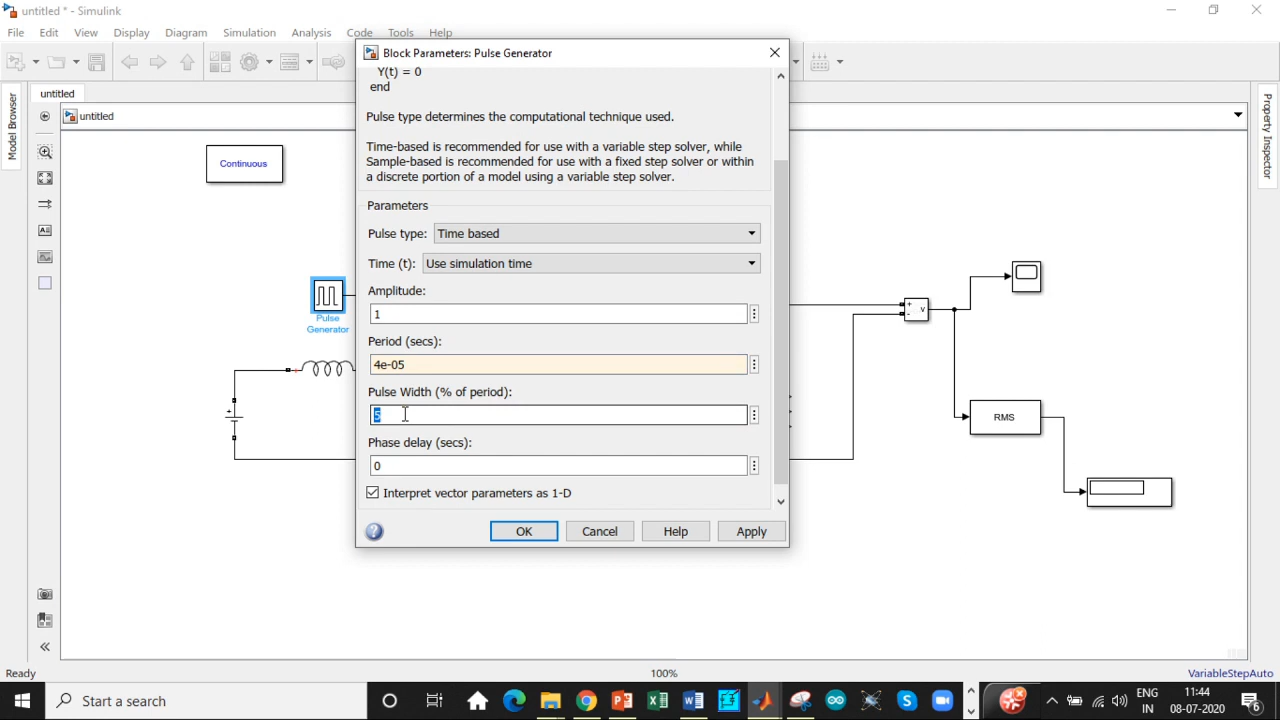 untitled * - Simulink
File Edit View Display Diagram Simulation Analysis Code Tools Help
Block Parameters: Pulse Generator
Y(t) = 0
end
Pulse type determines the computational technique used.
Time-based is recommended for use with a variable step solver, while
Sample-based is recommended for use with a fixed step solver or within
a discrete portion of a model using a variable step solver.
Parameters
Pulse type: Time based
Time (t): Use simulation time
Amplitude:
1
Period (secs):
4e-05
Pulse Width (% of period):
5
Phase delay (secs):
0
Interpret vector parameters as 1-D
OK Cancel Help Apply
Model Browser
untitled
untitled
Property Inspector
Continuous
Pulse
Generator
+
+
-
v
RMS
Ready
100%
VariableStepAuto
Start a search
ENG
IN
11:44
08-07-2020
6